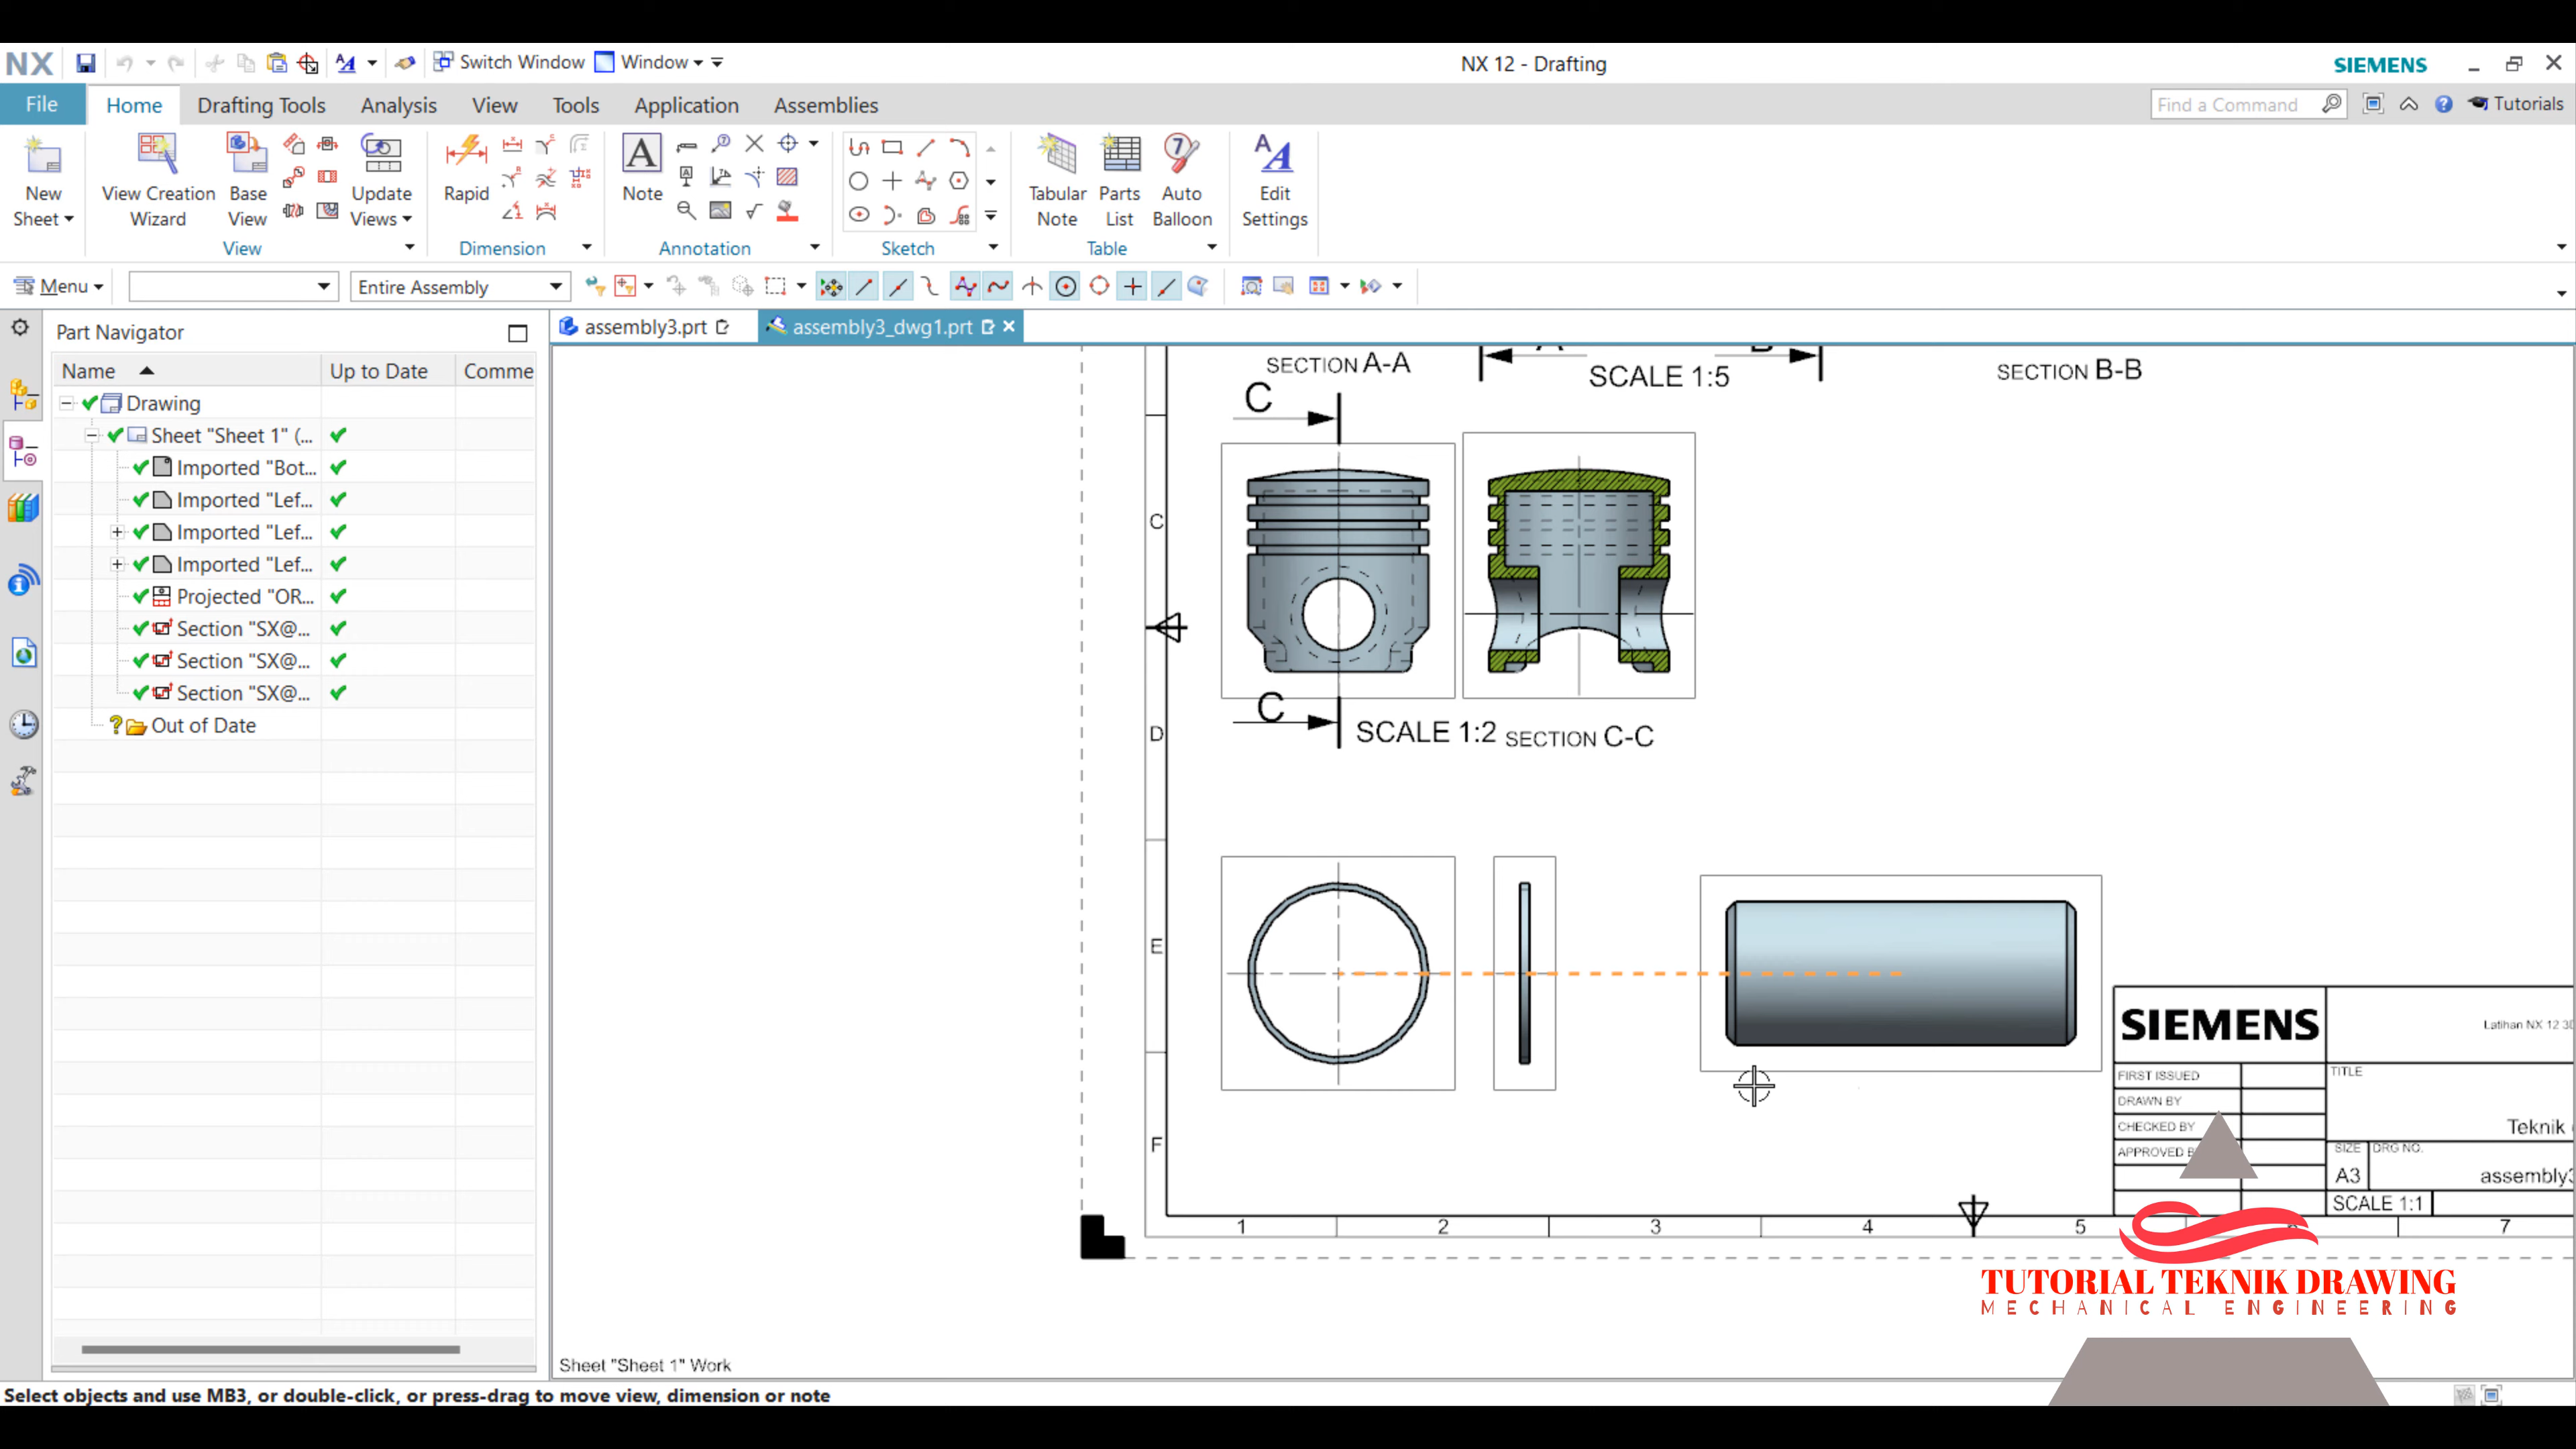 NX
Switch Window
Window
NX 12 - Drafting
SIEMENS
File
Home
Drafting Tools
Analysis
View
Tools
Application
Assemblies
Find a Command
Tutorials
New
Sheet
View Creation
Wizard
Base
View
Update
Views
View
Rapid
Dimension
Note
Annotation
Sketch
Tabular
Note
Parts
List
Auto
Balloon
Table
Edit
Settings
Menu
Entire Assembly
Part Navigator
assembly3.prt
assembly3_dwg1.prt
Name
Up to Date
Comme
Drawing
Sheet "Sheet 1" (...
Imported "Bot...
Imported "Lef...
Imported "Lef...
Imported "Lef...
Projected "OR...
Section "SX@...
Section "SX@...
Section "SX@...
Out of Date
SECTION A-A
SCALE 1:5
SECTION B-B
C
C
C
D
SCALE 1:2
SECTION C-C
E
F
1
2
3
4
5
7
SIEMENS
Latihan NX 12 3D
FIRST ISSUED
TITLE
DRAWN BY
CHECKED BY
Teknik
APPROVED B
SIZE
DRG NO.
A3
assembly3
SCALE 1:1
TUTORIAL TEKNIK DRAWING
MECHANICAL ENGINEERING
Sheet "Sheet 1" Work
Select objects and use MB3, or double-click, or press-drag to move view, dimension or note